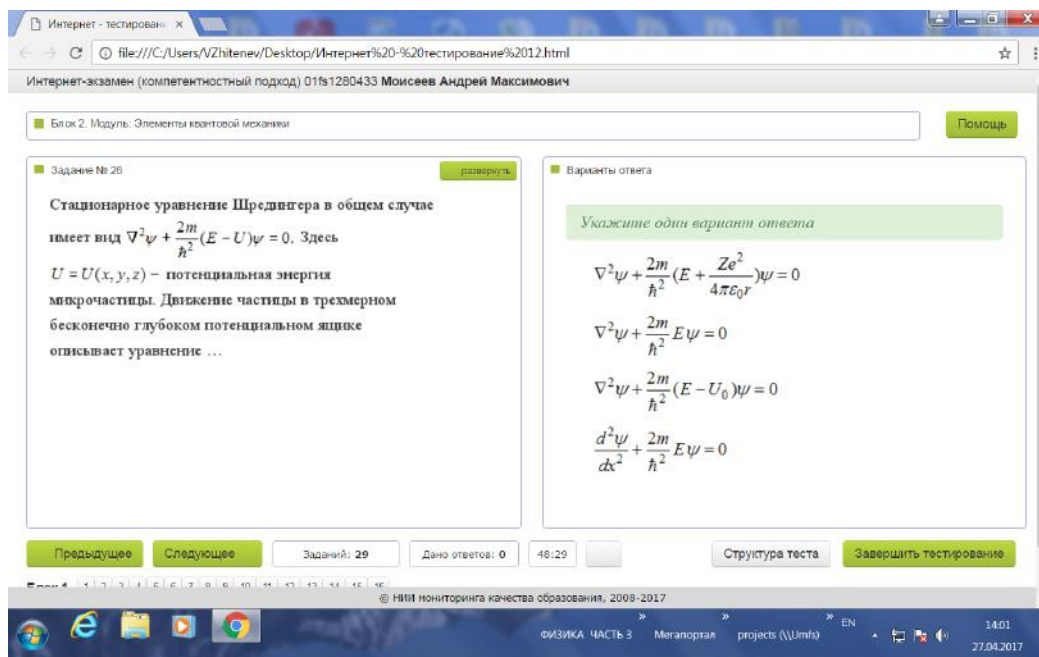 Интернет - тестировани
file:///C:/Users/VZhitenev/Desktop/Интернет%20-%20тестирование%2012.html
Интернет-экзамен (компетентностный подход) 01fs1280433 Моисеев Андрей Максимович
Блок 2. Модуль: Элементы квантовой механики
Помощь
Задание № 26
развернуть
Стационарное уравнение Шредингера в общем случае
имеет вид ∇²ψ + 2m/ħ² (E − U)ψ = 0. Здесь
U = U(x, y, z) − потенциальная энергия
микрочастицы. Движение частицы в трехмерном
бесконечно глубоком потенциальном ящике
описывает уравнение …
Варианты ответа
Укажите один вариант ответа
∇²ψ + 2m/ħ² (E + Ze²/4πε₀r)ψ = 0
∇²ψ + 2m/ħ² Eψ = 0
∇²ψ + 2m/ħ² (E − U₀)ψ = 0
d²ψ/dx² + 2m/ħ² Eψ = 0
Предыдущее
Следующее
Заданий: 29
Дано ответов: 0
48:29
Структура теста
Завершить тестирование
© НИИ мониторинга качества образования, 2008-2017
ФИЗИКА ЧАСТЬ 3
Мегапортал
projects (\\Umfs)
EN
14:01
27.04.2017